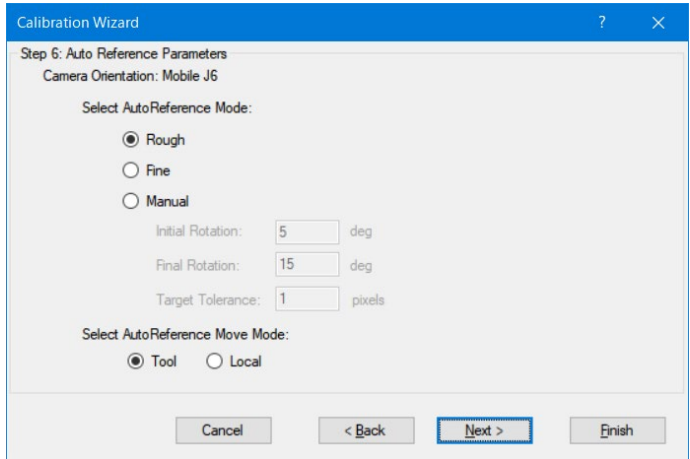 Calibration Wizard ?
Step 6: Auto Reference Parameters
Camera Orientation: Mobile J6
Select AutoReference Mode:
Rough
Fine
Manual
Initial Rotation: 5 deg
Final Rotation: 15 deg
Target Tolerance: 1 pixels
Select AutoReference Move Mode:
Tool Local
Cancel < Back Next > Finish